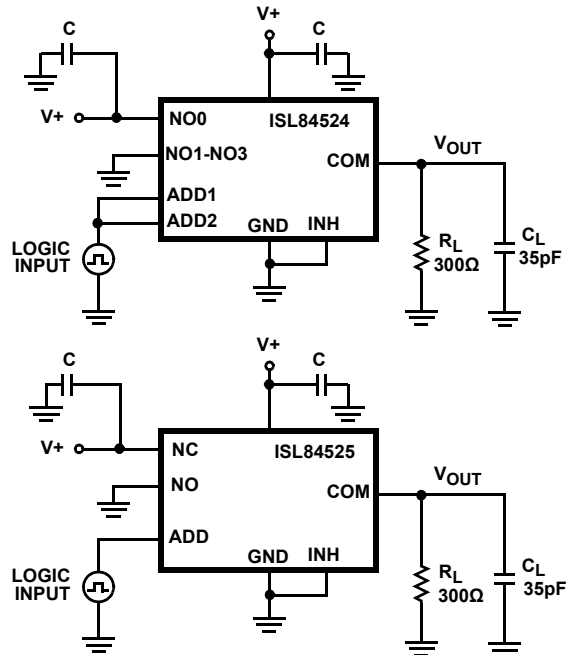 V+
C
C
V+
NO0
ISL84524
NO1-NO3
COM
VOUT
ADD1
ADD2
GND
INH
LOGIC
INPUT
RL
300Ω
CL
35pF
V+
C
C
V+
NC
ISL84525
NO
COM
VOUT
ADD
GND
INH
LOGIC
INPUT
RL
300Ω
CL
35pF